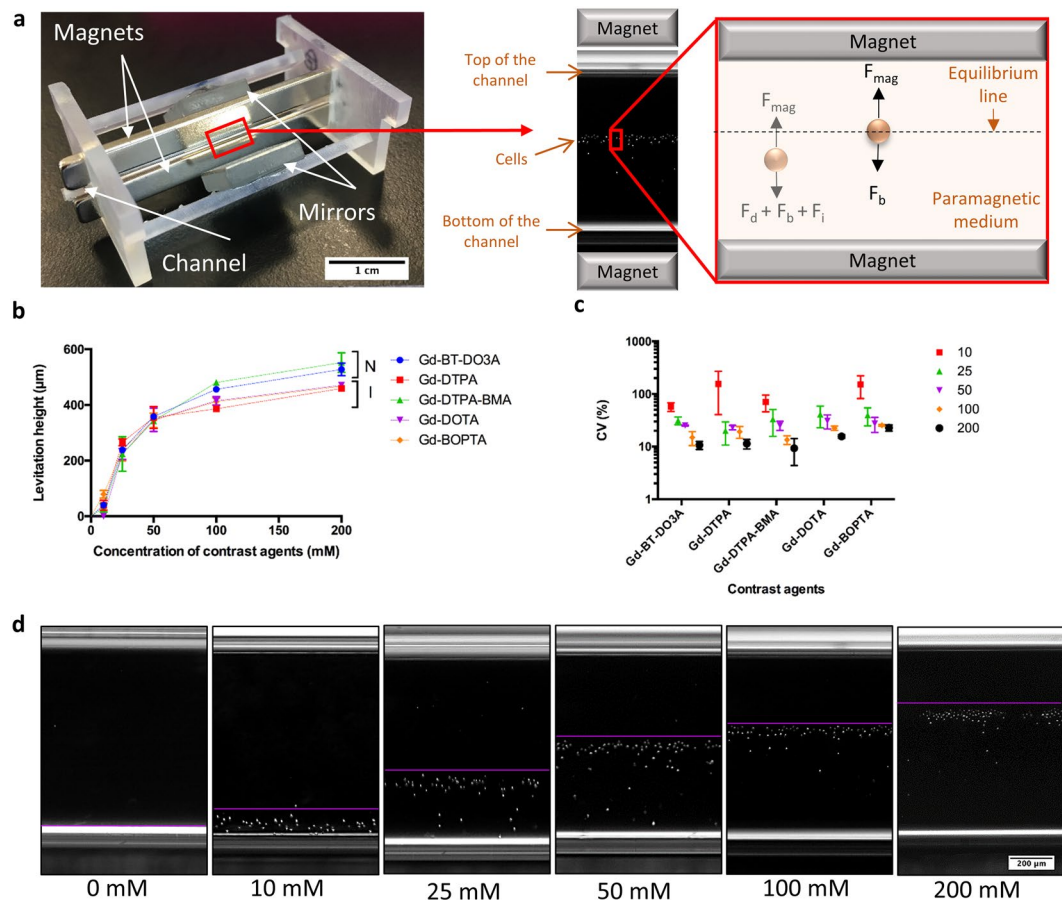 a
Magnets
Mirrors
Channel
1 cm
Top of the
channel
Cells
Bottom of the
channel
Magnet
Magnet
Magnet
Fmag
Fmag
Equilibrium
line
Fb
Fd + Fb + Fi
Paramagnetic
medium
Magnet
b
Levitation height (µm)
600
400
200
0
0 50 100 150 200
Concentration of contrast agents (mM)
N
I
Gd-BT-DO3A
Gd-DTPA
Gd-DTPA-BMA
Gd-DOTA
Gd-BOPTA
c
CV (%)
1000
100
10
1
Gd-BT-DO3A
Gd-DTPA
Gd-DTPA-BMA
Gd-DOTA
Gd-BOPTA
Contrast agents
10
25
50
100
200
d
200 µm
0 mM 10 mM 25 mM 50 mM 100 mM 200 mM